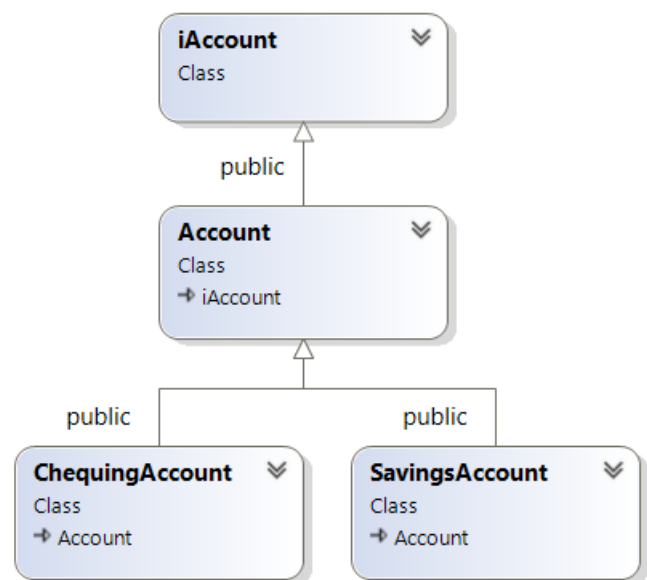 iAccount
Class
public
Account
Class
iAccount
public
public
ChequingAccount
Class
Account
SavingsAccount
Class
Account